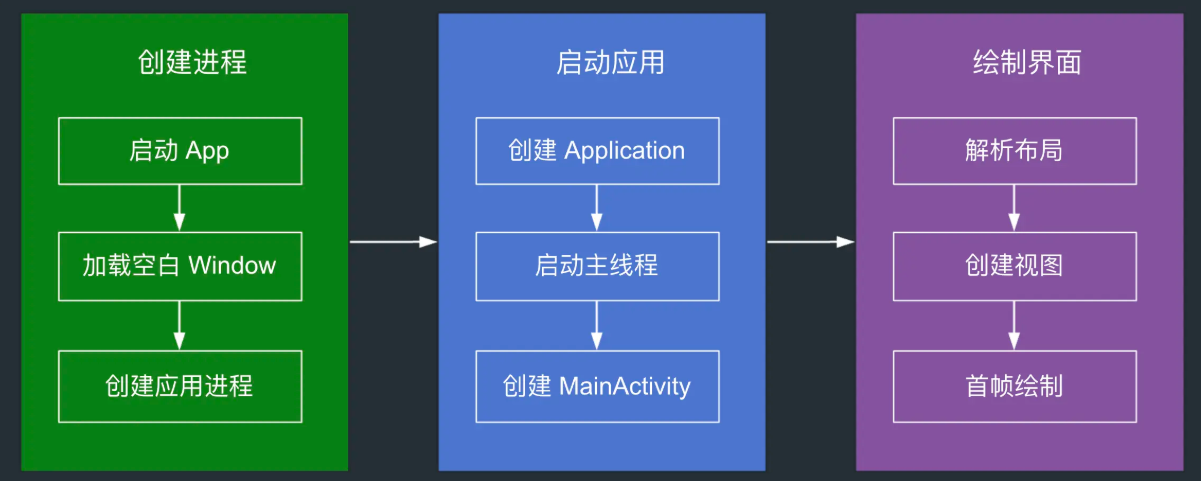 创建进程
启动 App
加载空白 Window
创建应用进程
启动应用
创建 Application
启动主线程
创建 MainActivity
绘制界面
解析布局
创建视图
首帧绘制